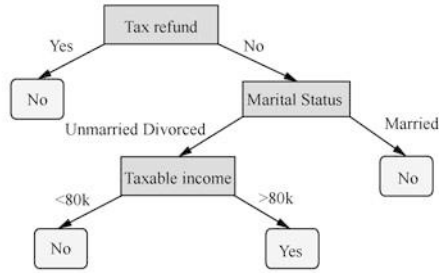 Tax refund
Yes
No
No
Marital Status
Unmarried Divorced
Married
Taxable income
No
<80k
>80k
No
Yes